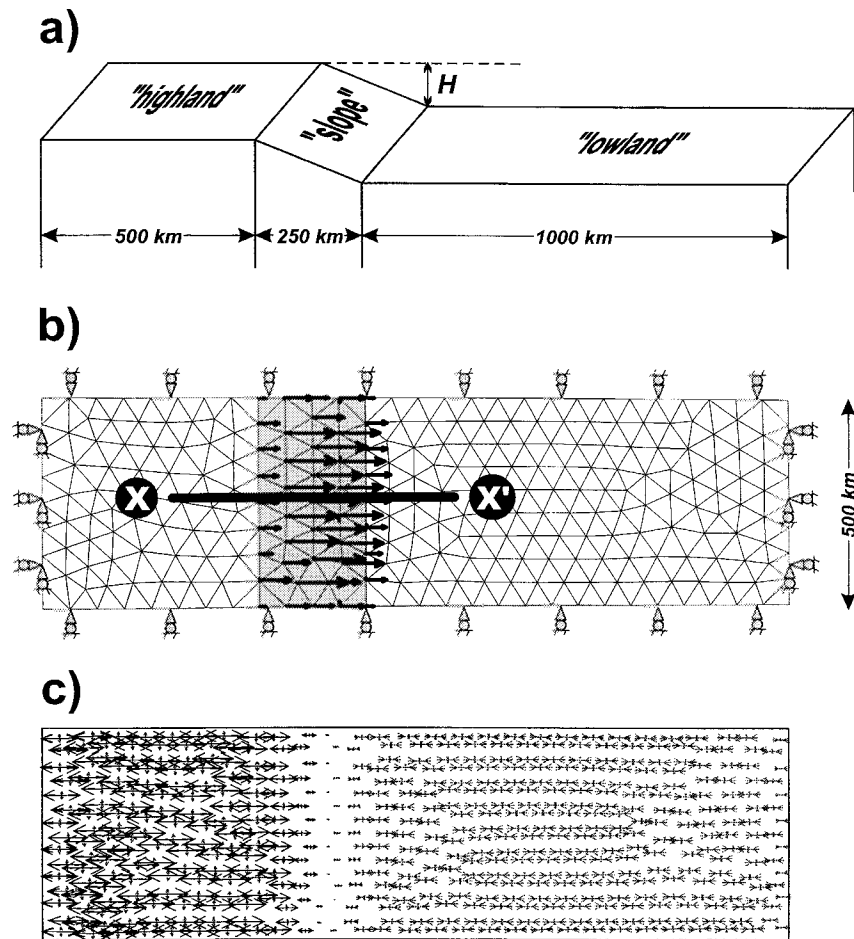 a)
"highland"
"slope"
H
"lowland"
500 km
250 km
1000 km
b)
X
X'
500 km
c)